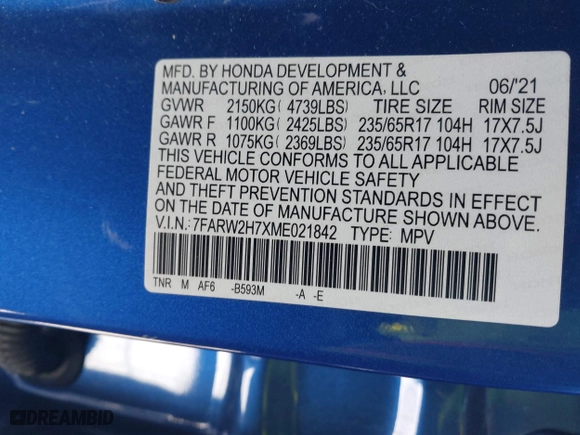 MFD. BY HONDA DEVELOPMENT &
MANUFACTURING OF AMERICA, LLC 06/'21
GVWR 2150KG( 4739LBS) TIRE SIZE RIM SIZE
GAWR F 1100KG( 2425LBS) 235/65R17 104H 17X7.5J
GAWR R 1075KG( 2369LBS) 235/65R17 104H 17X7.5J
THIS VEHICLE CONFORMS TO ALL APPLICABLE
FEDERAL MOTOR VEHICLE SAFETY
AND THEFT PREVENTION STANDARDS IN EFFECT
ON THE DATE OF MANUFACTURE SHOWN ABOVE.
V.I.N.:7FARW2H7XME021842 TYPE: MPV
TNR M AF6 -B593M -A -E
DREAMBID